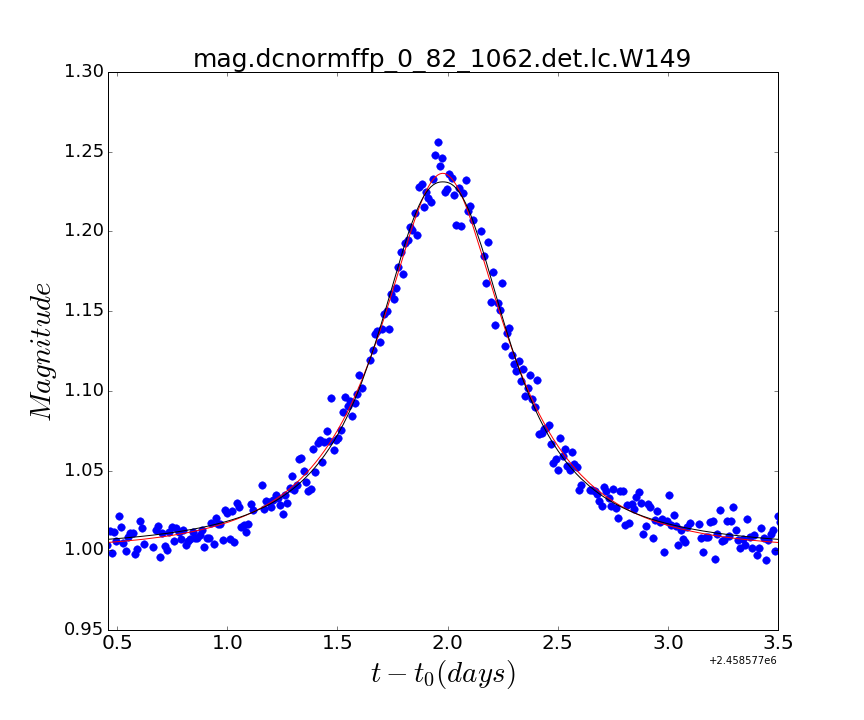 mag.dcnormffp_0_82_1062.det.lc.W149
1.30
1.25
1.20
1.15
1.10
1.05
1.00
0.95
Magnitude
0.5 1.0 1.5 2.0 2.5 3.0 3.5
+2.458577e6
t − t₀(days)